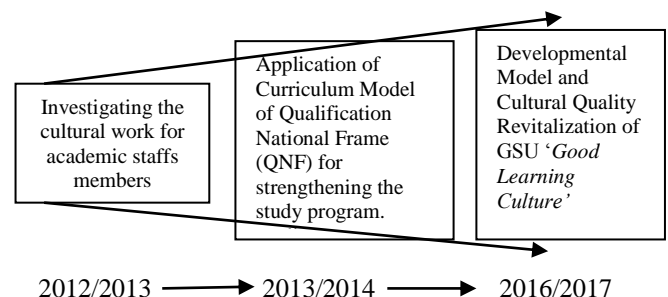 Investigating the
cultural work for
academic staffs
members
Application of
Curriculum Model
of Qualification
National Frame
(QNF) for
strengthening the
study program.
Developmental
Model and
Cultural Quality
Revitalization of
GSU ‘Good
Learning
Culture’
2012/2013 2013/2014 2016/2017